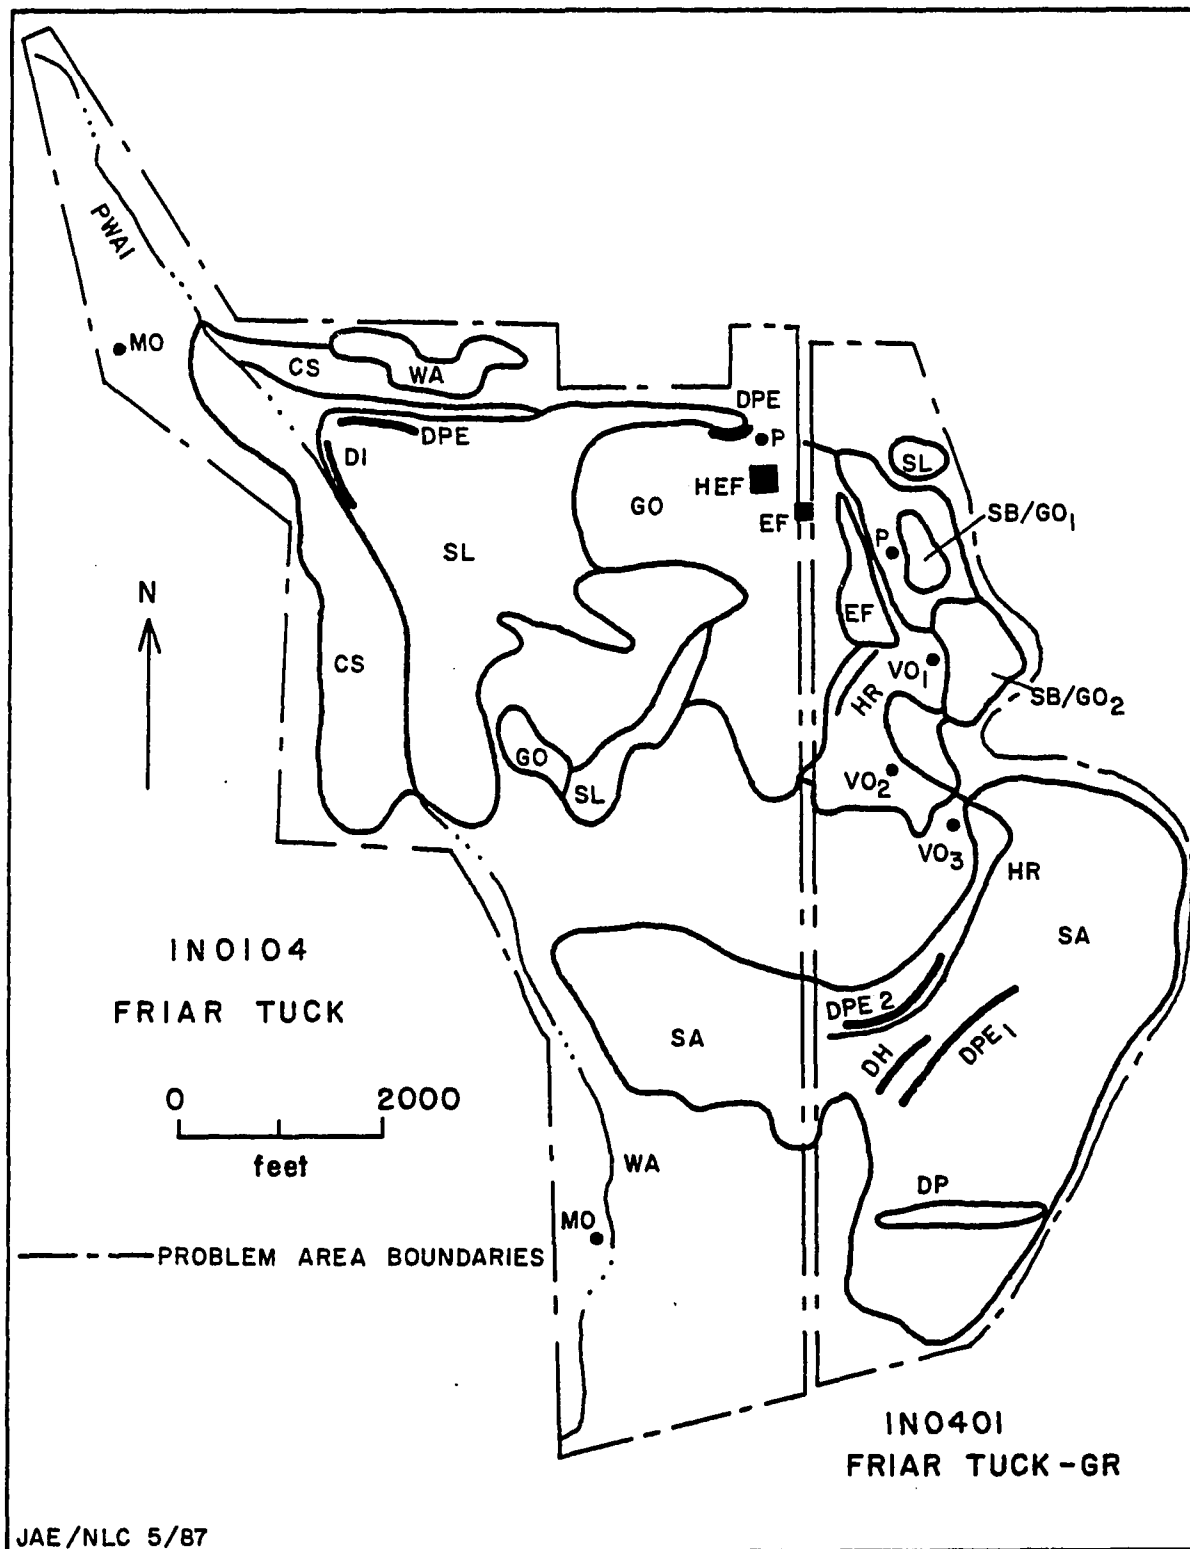 PWAI
MO
CS
WA
DPE
DPE
P
DI
HEF
GO
SL
EF
SL
SB/GO1
P
EF
N
SL
CS
VO1
HR
SB/GO2
GO
SL
VO2
VO3
HR
SA
IN0104
FRIAR TUCK
DPE 2
SA
DH
DPE1
0 2000
feet
WA
DP
MO
PROBLEM AREA BOUNDARIES
IN0401
FRIAR TUCK-GR
JAE/NLC 5/87